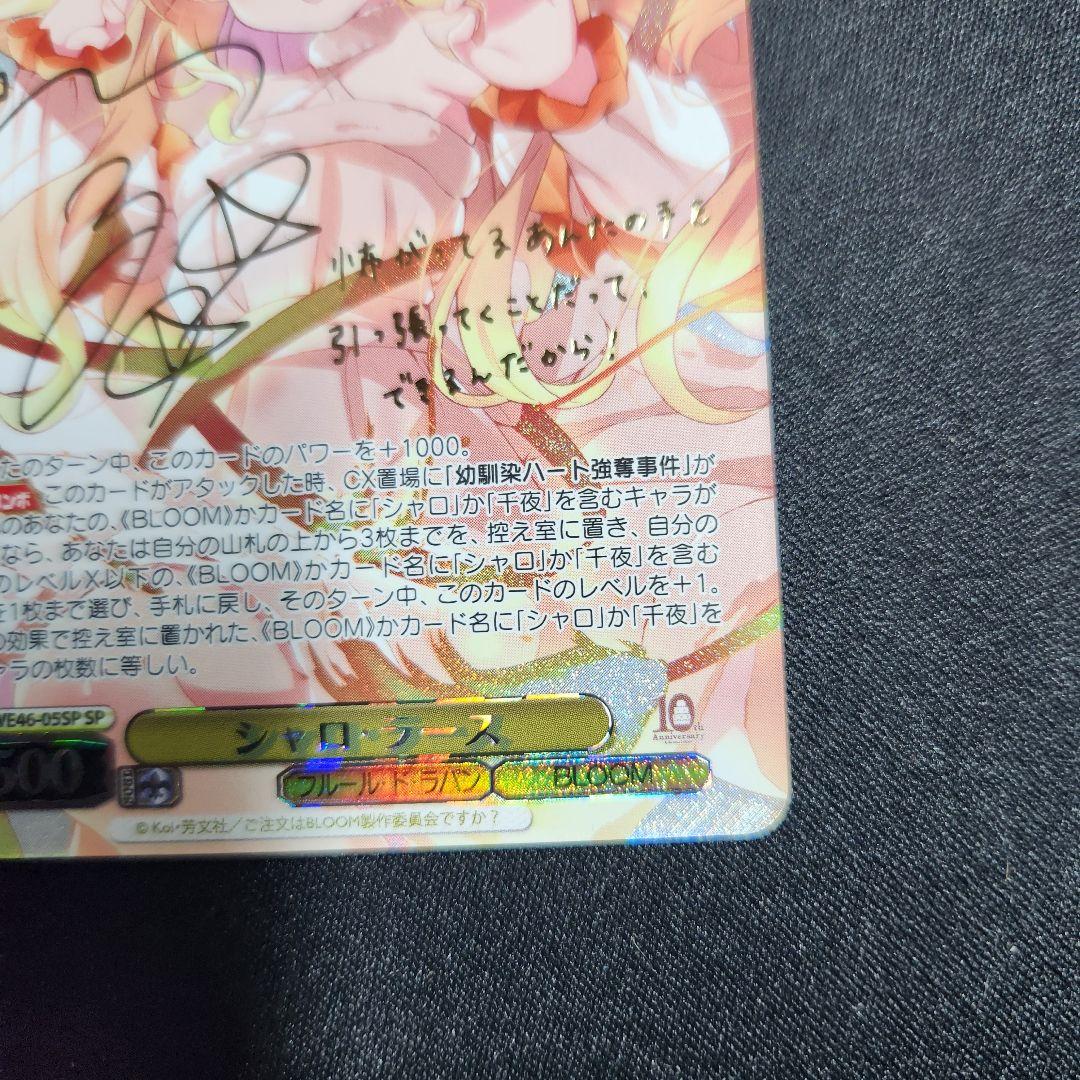 怖がってるあんたの手を
引っ張ってくことだって、
できるんだから！
たのターン中、このカードのパワーを＋1000。
このカードがアタックした時、CX置場に「幼馴染ハート強奪事件」が
のあなたの、《BLOOM》かカード名に「シャロ」か「千夜」を含むキャラが
なら、あなたは自分の山札の上から3枚までを、控え室に置き、自分の
のレベルX以下の、《BLOOM》かカード名に「シャロ」か「千夜」を含む
を1枚まで選び、手札に戻し、そのターン中、このカードのレベルを＋1。
の効果で控え室に置かれた、《BLOOM》かカード名に「シャロ」か「千夜」を
ャラの枚数に等しい。
WE46-05SP SP
シャロ・テース
10th
Anniversary
500
フルール・ド・ラパン BLOOM
©Koi・芳文社／ご注文はBLOOM製作委員会ですか？